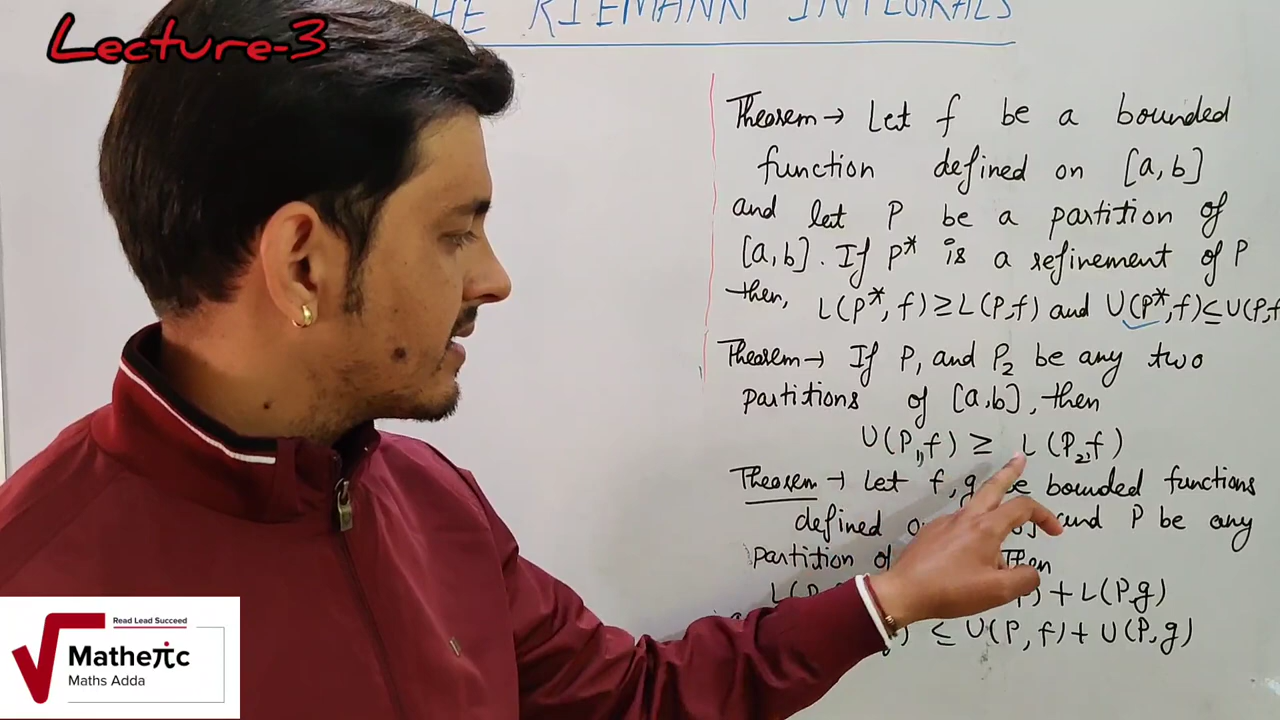 THE RIEMANN INTEGRALS
Lecture-3
Theorem → Let f be a bounded
function defined on [a,b]
and let P be a partition of
[a,b]. If P* is a refinement of P
then, L(P*, f) ≥ L(P,f) and U(P*,f) ≤ U(P,f
Theorem → If P, and P₂ be any two
partitions of [a,b], then
U(P₁,f) ≥ L(P₂,f)
Theorem → Let f, g be bounded functions
defined and P be any
partition of Then
+ L(P,g)
≤ U(P, f) + U(P, g)
Read Lead Succeed
Matheπc
Maths Adda